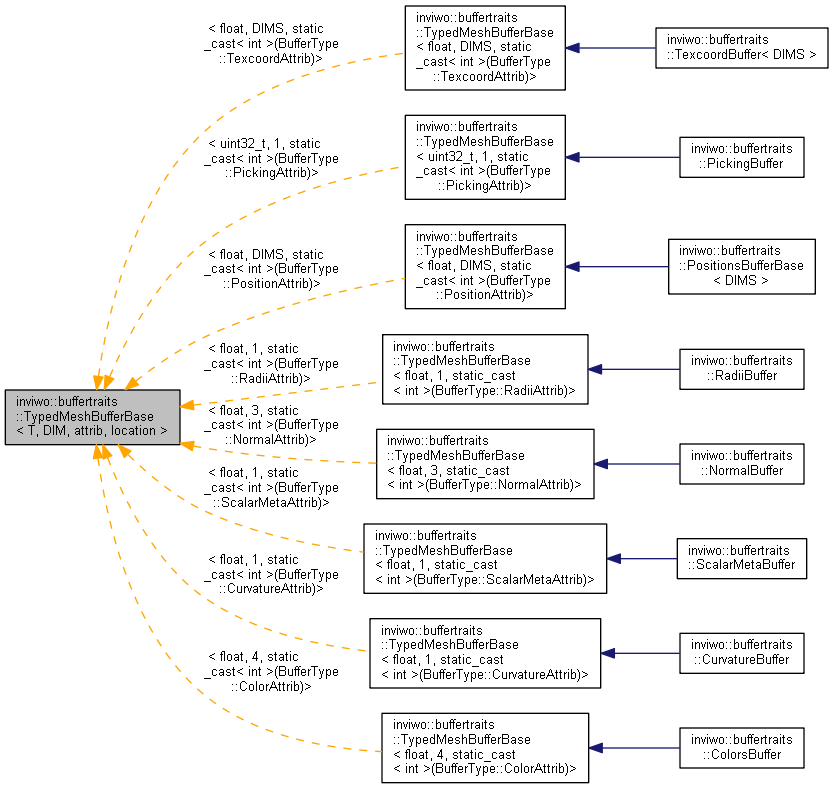 < float, DIMS, static
_cast< int >(BufferType
::TexcoordAttrib)>
inviwo::buffertraits
::TypedMeshBufferBase
< float, DIMS, static
_cast< int >(BufferType
::TexcoordAttrib)>
inviwo::buffertraits
::TexcoordBuffer< DIMS >
< uint32_t, 1, static
_cast< int >(BufferType
::PickingAttrib)>
inviwo::buffertraits
::TypedMeshBufferBase
< uint32_t, 1, static
_cast< int >(BufferType
::PickingAttrib)>
inviwo::buffertraits
::PickingBuffer
< float, DIMS, static
_cast< int >(BufferType
::PositionAttrib)>
inviwo::buffertraits
::TypedMeshBufferBase
< float, DIMS, static
_cast< int >(BufferType
::PositionAttrib)>
inviwo::buffertraits
::PositionsBufferBase
< DIMS >
< float, 1, static
_cast< int >(BufferType
::RadiiAttrib)>
inviwo::buffertraits
::TypedMeshBufferBase
< float, 1, static_cast
< int >(BufferType::RadiiAttrib)>
inviwo::buffertraits
::RadiiBuffer
inviwo::buffertraits
::TypedMeshBufferBase
< T, DIM, attrib, location >
< float, 3, static
_cast< int >(BufferType
::NormalAttrib)>
inviwo::buffertraits
::TypedMeshBufferBase
< float, 3, static_cast
< int >(BufferType::NormalAttrib)>
inviwo::buffertraits
::NormalBuffer
< float, 1, static
_cast< int >(BufferType
::ScalarMetaAttrib)>
inviwo::buffertraits
::TypedMeshBufferBase
< float, 1, static_cast
< int >(BufferType::ScalarMetaAttrib)>
inviwo::buffertraits
::ScalarMetaBuffer
< float, 1, static
_cast< int >(BufferType
::CurvatureAttrib)>
inviwo::buffertraits
::TypedMeshBufferBase
< float, 1, static_cast
< int >(BufferType::CurvatureAttrib)>
inviwo::buffertraits
::CurvatureBuffer
< float, 4, static
_cast< int >(BufferType
::ColorAttrib)>
inviwo::buffertraits
::TypedMeshBufferBase
< float, 4, static_cast
< int >(BufferType::ColorAttrib)>
inviwo::buffertraits
::ColorsBuffer